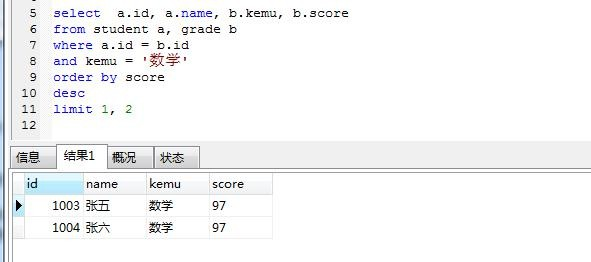 5 select  a.id, a.name, b.kemu, b.score
6 from student a, grade b
7 where a.id = b.id
8 and kemu = '数学'
9 order by score
10 desc
11 limit 1, 2
12
信息 结果1 概况 状态
id name kemu score
1003 张五 数学 97
1004 张六 数学 97